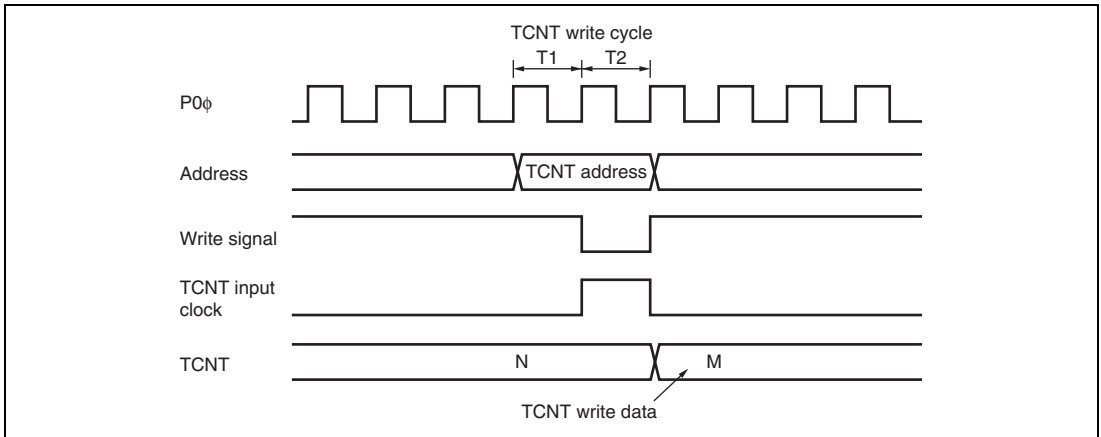 TCNT write cycle
T1 T2
P0ϕ
Address
TCNT address
Write signal
TCNT input
clock
TCNT
N
M
TCNT write data